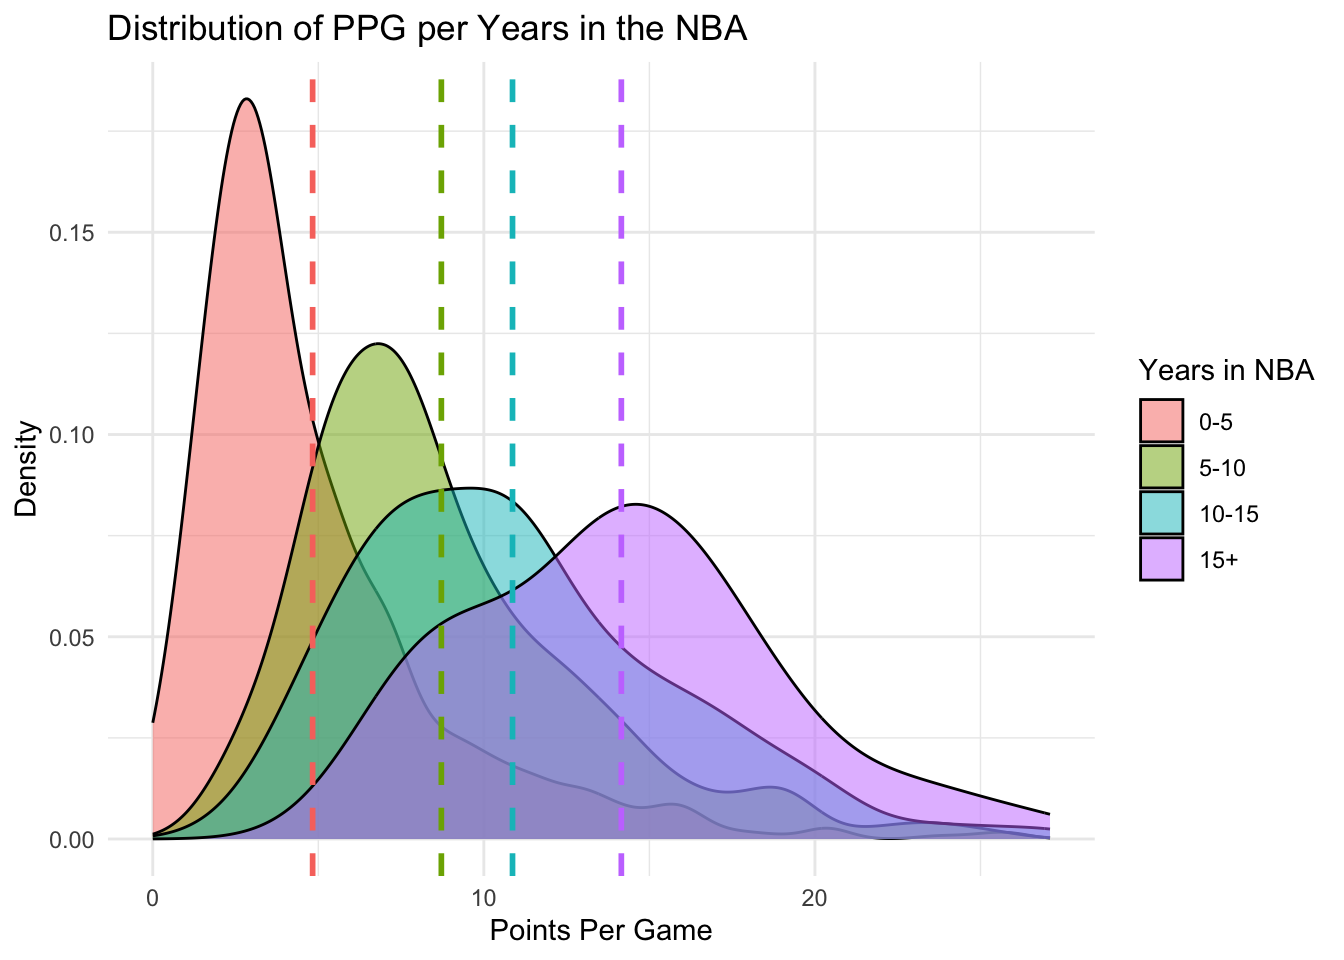 Distribution of PPG per Years in the NBA
0.15
0.10
0.05
0.00
Density
0
10
20
Points Per Game
Years in NBA
0-5
5-10
10-15
15+